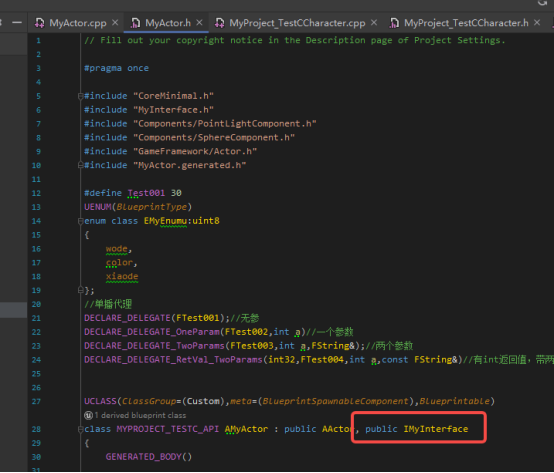 MyActor.cpp MyActor.h MyProject_TestCCharacter.cpp MyProject_TestCCharacter.h
1 // Fill out your copyright notice in the Description page of Project Settings.
2
3 #pragma once
4
5 #include "CoreMinimal.h"
6 #include "MyInterface.h"
7 #include "Components/PointLightComponent.h"
8 #include "Components/SphereComponent.h"
9 #include "GameFramework/Actor.h"
10 #include "MyActor.generated.h"
11
12 #define Test001 30
13 UENUM(BlueprintType)
14 enum class EMyEnumu:uint8
15 {
16 wode,
17 color,
18 xiaode
19 };
20 //单播代理
21 DECLARE_DELEGATE(FTest001);//无参
22 DECLARE_DELEGATE_OneParam(FTest002,int a)//一个参数
23 DECLARE_DELEGATE_TwoParams(FTest003,int a,FString&);//两个参数
24 DECLARE_DELEGATE_RetVal_TwoParams(int32,FTest004,int a,const FString&)//有int返回值，带两
25
26
27 UCLASS(ClassGroup=(Custom),meta=(BlueprintSpawnableComponent),Blueprintable)
1 derived blueprint class
28 class MYPROJECT_TESTC_API AMyActor : public AActor, public IMyInterface
29 {
30 GENERATED_BODY()
31